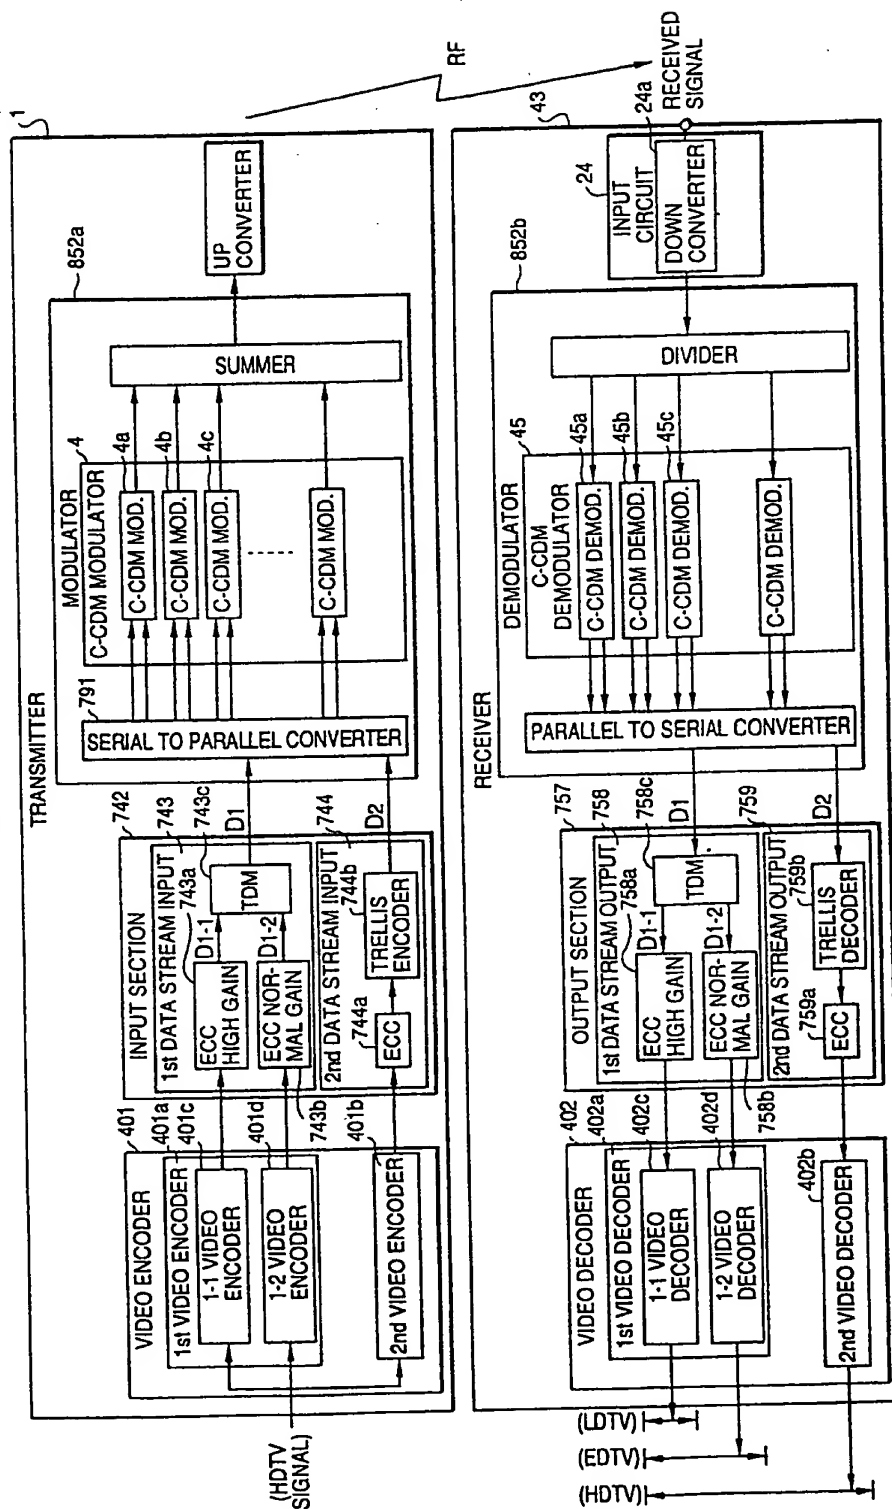 TRANSMITTER
1
(HDTV
SIGNAL)
VIDEO ENCODER
401
1st VIDEO ENCODER
401a
1-1 VIDEO
ENCODER
401c
1-2 VIDEO
ENCODER
401d
2nd VIDEO ENCODER
401b
INPUT SECTION
742
1st DATA STREAM INPUT
743
ECC
HIGH GAIN
743a
D1-1
ECC NOR-
MAL GAIN
743b
D1-2
TDM
743c
D1
2nd DATA STREAM INPUT
744
ECC
744a
TRELLIS
ENCODER
744b
D2
852a
SERIAL TO PARALLEL CONVERTER
791
MODULATOR
C-CDM MODULATOR
4
C-CDM MOD.
4a
C-CDM MOD.
4b
C-CDM MOD.
4c
C-CDM MOD.
SUMMER
UP
CONVERTER
RF
RECEIVER
43
RECEIVED
SIGNAL
INPUT
CIRCUIT
24
DOWN
CONVERTER
24a
852b
DIVIDER
DEMODULATOR
C-CDM
DEMODULATOR
45
C-CDM DEMOD.
45a
C-CDM DEMOD.
45b
C-CDM DEMOD.
45c
C-CDM DEMOD.
PARALLEL TO SERIAL CONVERTER
D1
D2
OUTPUT SECTION
757
1st DATA STREAM OUTPUT
758
TDM
758c
D1-1
ECC
HIGH GAIN
758a
D1-2
ECC NOR-
MAL GAIN
758b
2nd DATA STREAM OUTPUT
759
TRELLIS
DECODER
759b
ECC
759a
VIDEO DECODER
402
1st VIDEO DECODER
402a
1-1 VIDEO
DECODER
402c
1-2 VIDEO
DECODER
402d
2nd VIDEO DECODER
402b
(LDTV)
(EDTV)
(HDTV)